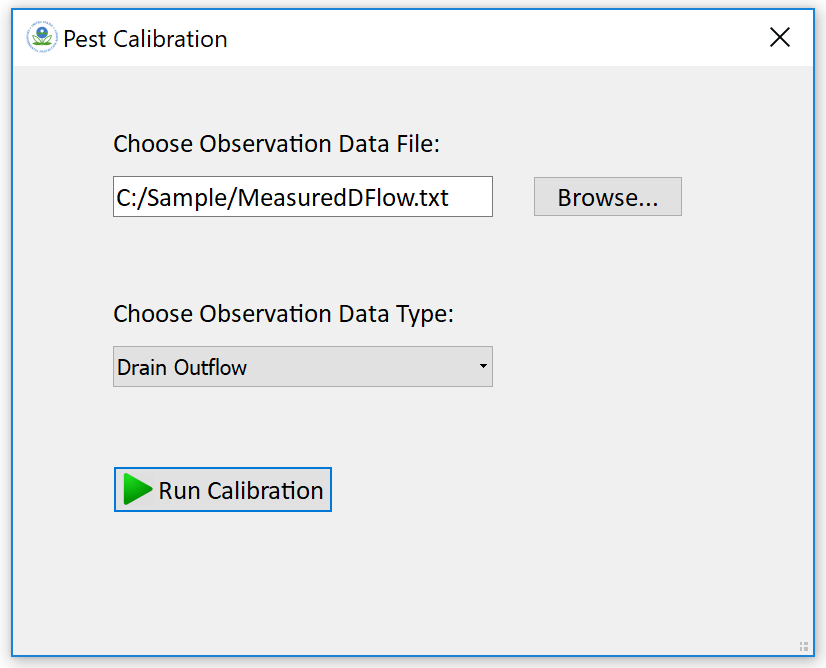 Pest Calibration
Choose Observation Data File:
C:/Sample/MeasuredDFlow.txt
Browse...
Choose Observation Data Type:
Drain Outflow
Run Calibration